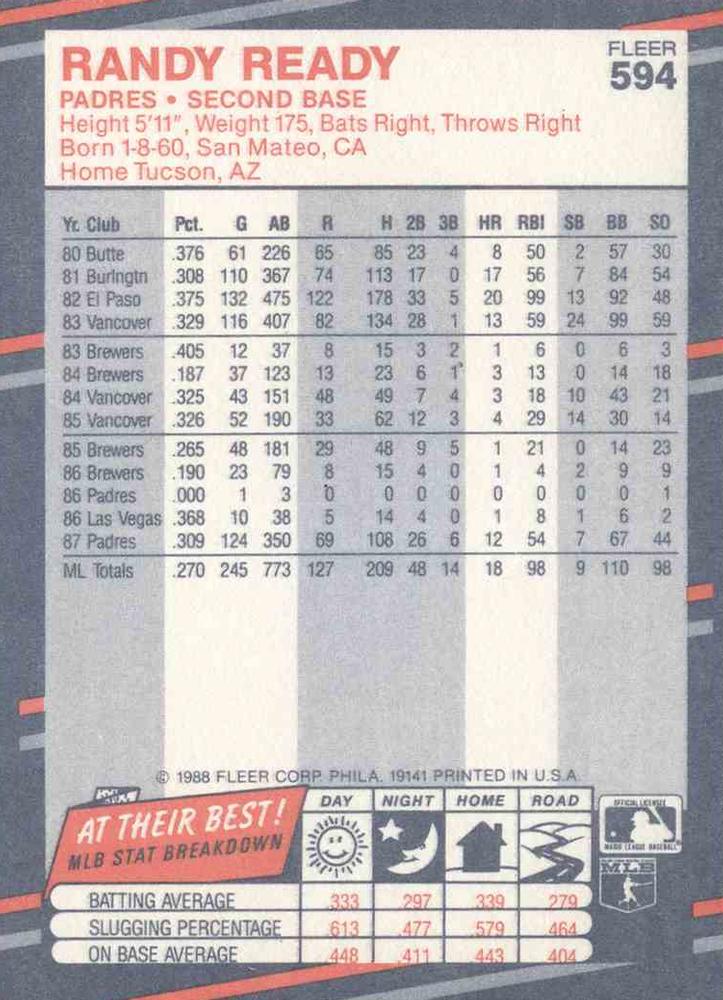 RANDY READY
FLEER
594
PADRES • SECOND BASE
Height 5'11", Weight 175, Bats Right, Throws Right
Born 1-8-60, San Mateo, CA
Home Tucson, AZ
Yr. Club Pct. G AB R H 2B 3B HR RBI SB BB SO
80 Butte .376 61 226 65 85 23 4 8 50 2 57 30
81 Burlngtn .308 110 367 74 113 17 0 17 56 7 84 54
82 El Paso .375 132 475 122 178 33 5 20 99 13 92 48
83 Vancover .329 116 407 82 134 28 1 13 59 24 99 59
83 Brewers .405 12 37 8 15 3 2 1 6 0 6 3
84 Brewers .187 37 123 13 23 6 1 3 13 0 14 18
84 Vancover .325 43 151 48 49 7 4 3 18 10 43 21
85 Vancover .326 52 190 33 62 12 3 4 29 14 30 14
85 Brewers .265 48 181 29 48 9 5 1 21 0 14 23
86 Brewers .190 23 79 8 15 4 0 1 4 2 9 9
86 Padres .000 1 3 0 0 0 0 0 0 0 0 1
86 Las Vegas .368 10 38 5 14 4 0 1 8 1 6 2
87 Padres .309 124 350 69 108 26 6 12 54 7 67 44
ML Totals .270 245 773 127 209 48 14 18 98 9 110 98
© 1988 FLEER CORP. PHILA. 19141 PRINTED IN U.S.A.
AT THEIR BEST!
MLB STAT BREAKDOWN
DAY NIGHT HOME ROAD
OFFICIAL LICENSEE
MAJOR LEAGUE BASEBALL
MLB
BATTING AVERAGE .333 .297 .339 .279
SLUGGING PERCENTAGE .613 .477 .579 .464
ON BASE AVERAGE .448 .411 .443 .404